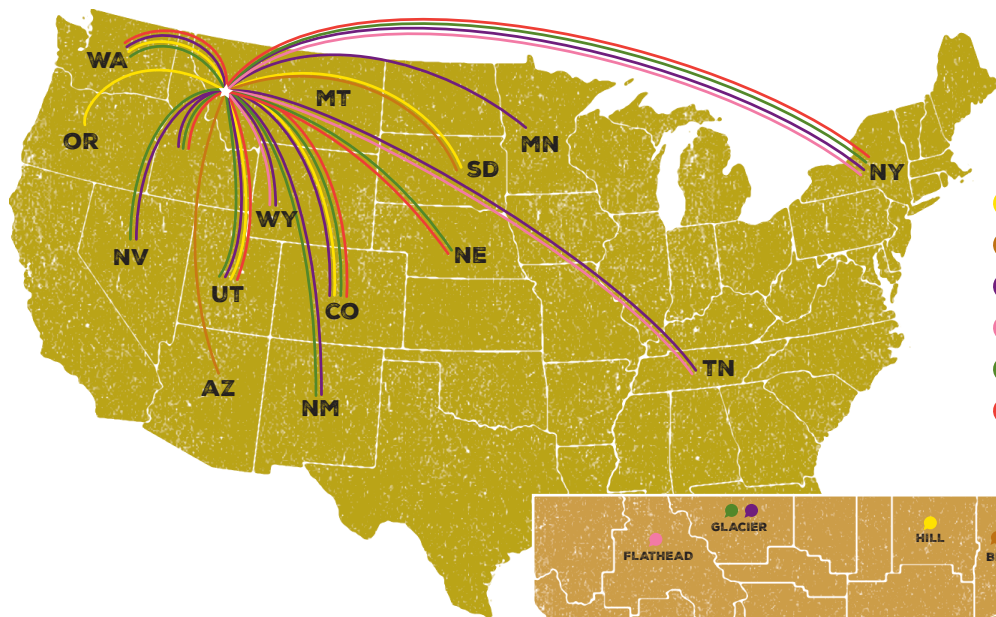 WA
MT
OR
MN
SD
NY
WY
NV
NE
UT
CO
TN
AZ
NM
GLACIER
HILL
FLATHEAD